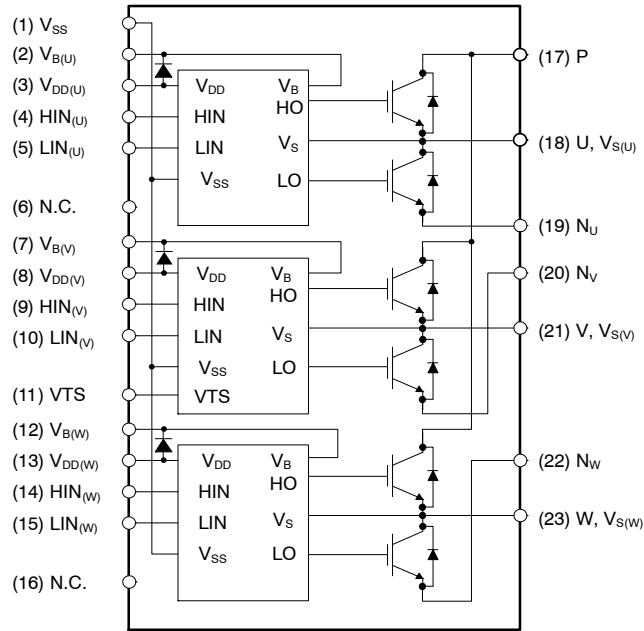 (1) VSS
(2) VB(U)
(3) VDD(U)
(4) HIN(U)
(5) LIN(U)
(6) N.C.
(7) VB(V)
(8) VDD(V)
(9) HIN(V)
(10) LIN(V)
(11) VTS
(12) VB(W)
(13) VDD(W)
(14) HIN(W)
(15) LIN(W)
(16) N.C.
VDD
HIN
LIN
VSS
VB
HO
VS
LO
VDD
HIN
LIN
VSS
VTS
VB
HO
VS
LO
VDD
HIN
LIN
VSS
VB
HO
VS
LO
(17) P
(18) U, VS(U)
(19) NU
(20) NV
(21) V, VS(V)
(22) NW
(23) W, VS(W)